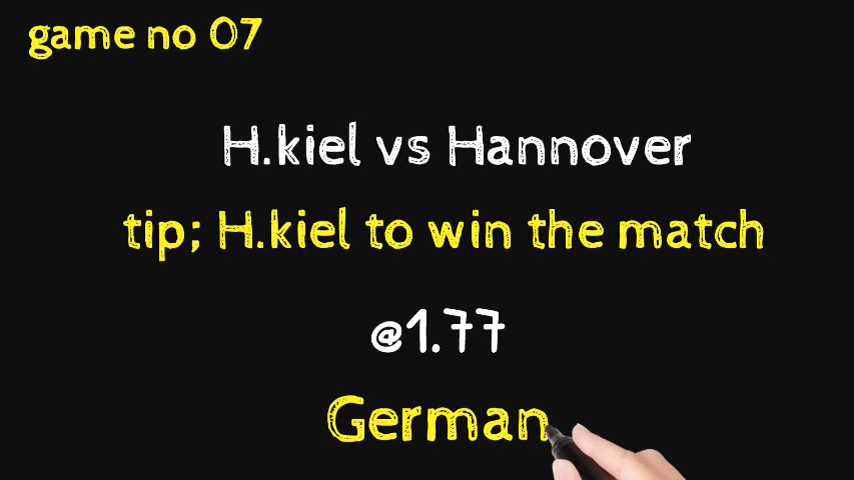 game no 07
H.kiel vs Hannover
tip; H.kiel to win the match
@1.77
German